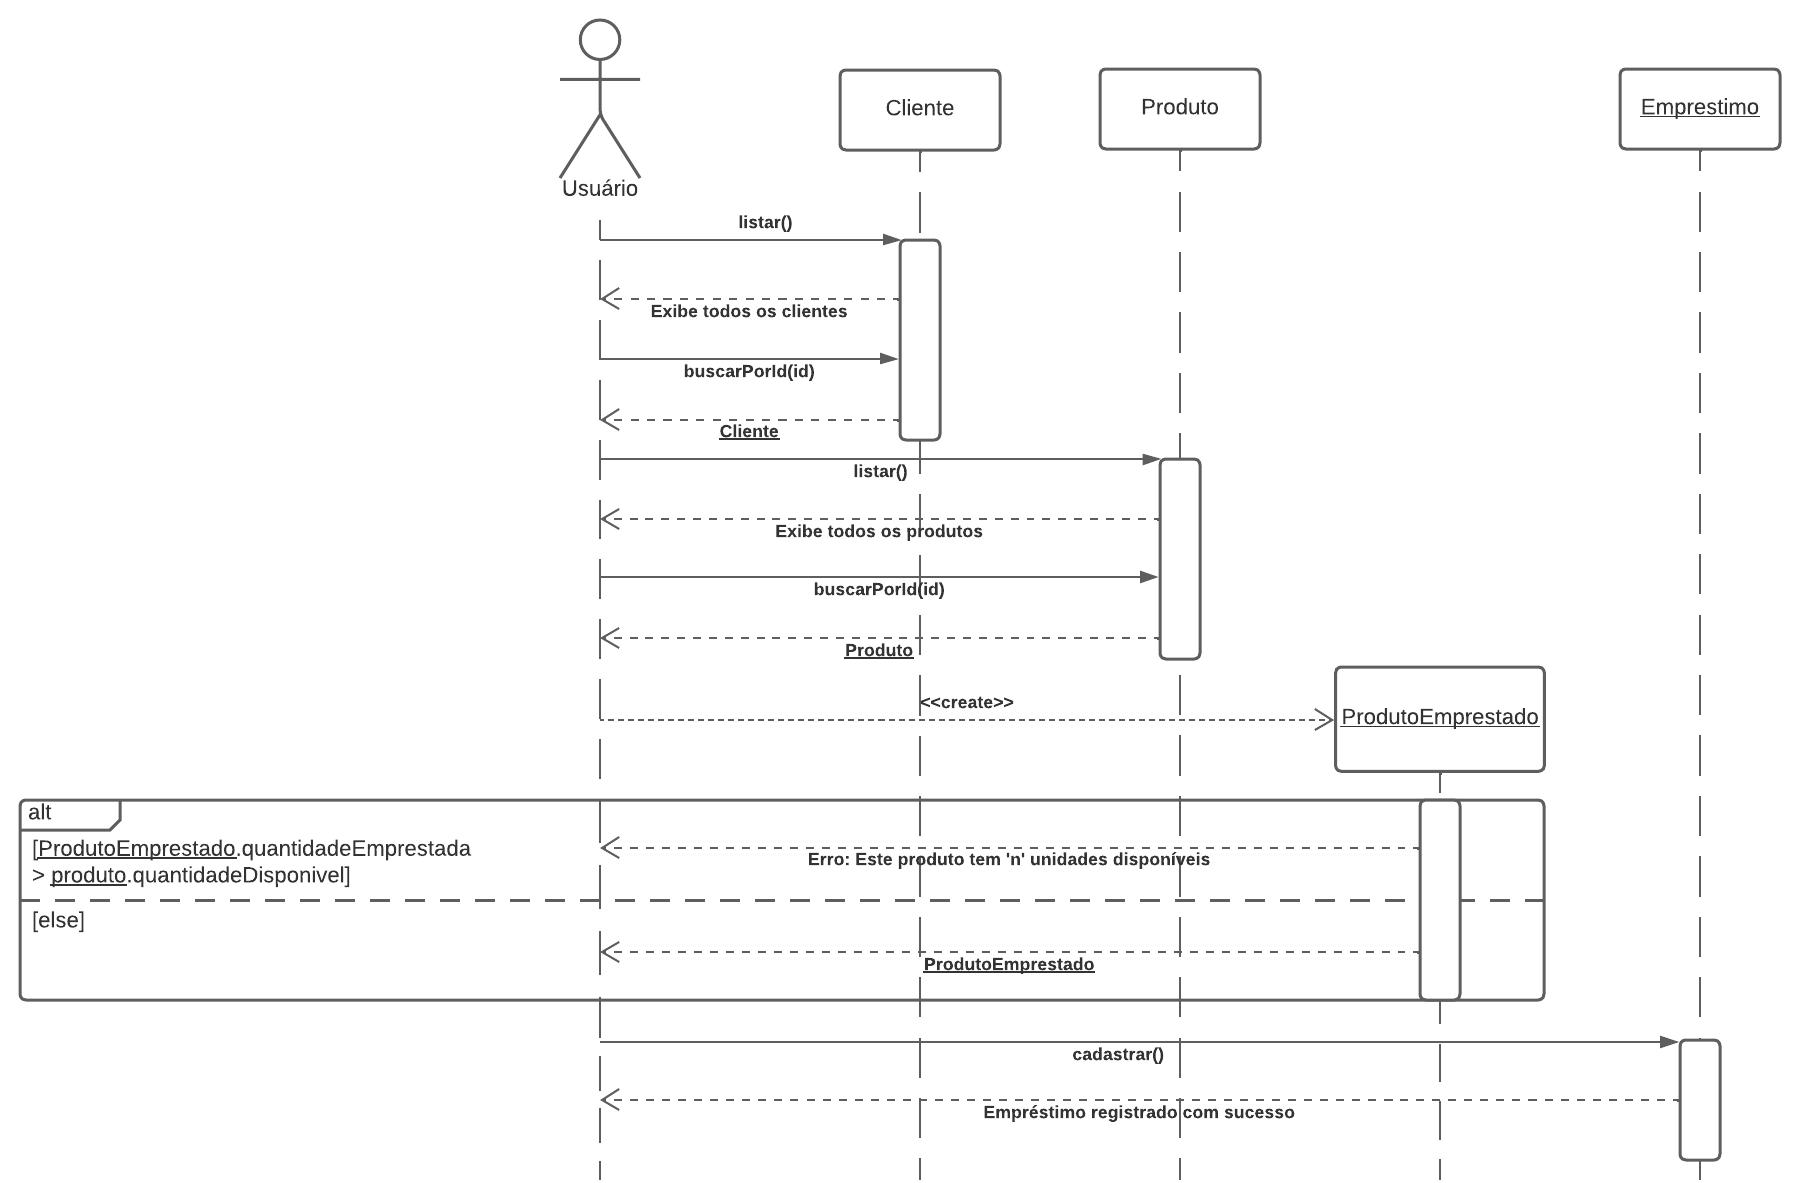 Cliente
Produto
Emprestimo
Usuário
listar()
Exibe todos os clientes
buscarPorId(id)
Cliente
listar()
Exibe todos os produtos
buscarPorId(id)
Produto
<<create>>
ProdutoEmprestado
alt
[ProdutoEmprestado.quantidadeEmprestada
> produto.quantidadeDisponivel]
Erro: Este produto tem 'n' unidades disponíveis
[else]
ProdutoEmprestado
cadastrar()
Empréstimo registrado com sucesso